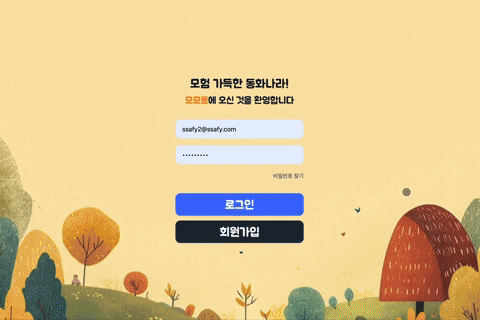 모험 가득한 동화나라!
모모몽에 오신 것을 환영합니다
ssafy2@ssafy.com
•••••••••
비밀번호 찾기
로그인
회원가입